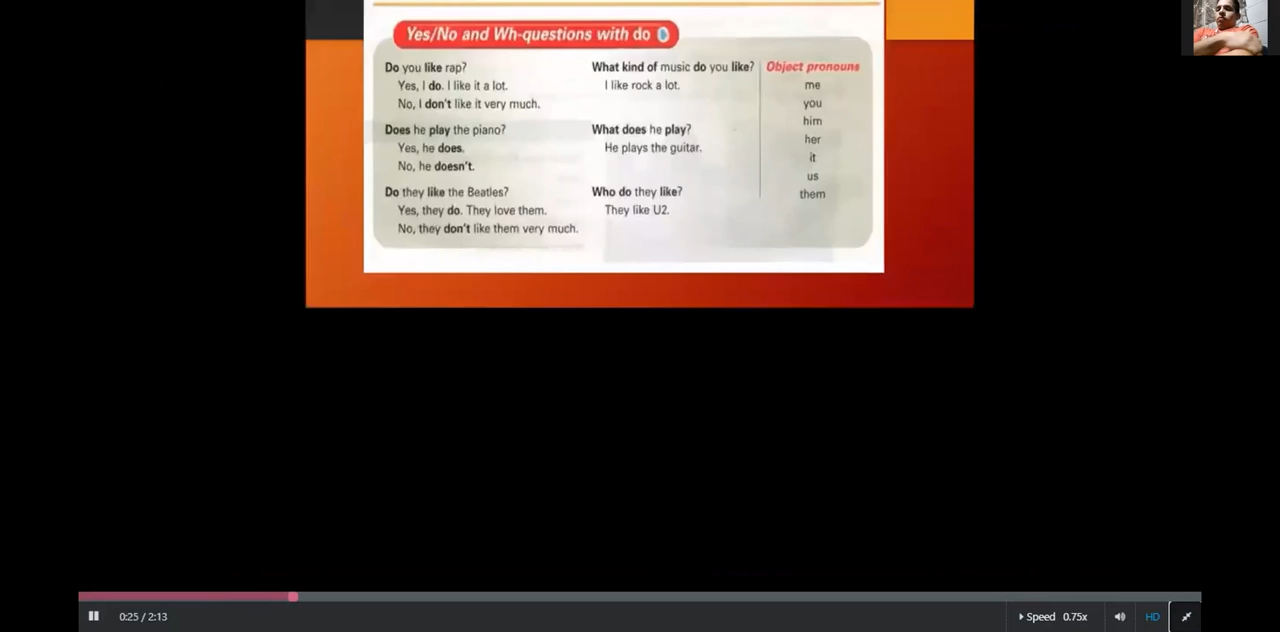 Yes/No and Wh-questions with do
Do you like rap?
Yes, I do. I like it a lot.
No, I don't like it very much.
Does he play the piano?
Yes, he does.
No, he doesn't.
Do they like the Beatles?
Yes, they do. They love them.
No, they don't like them very much.
What kind of music do you like?
I like rock a lot.
What does he play?
He plays the guitar.
Who do they like?
They like U2.
Object pronouns
me
you
him
her
it
us
them
0:25 / 2:13
Speed 0.75x
HD